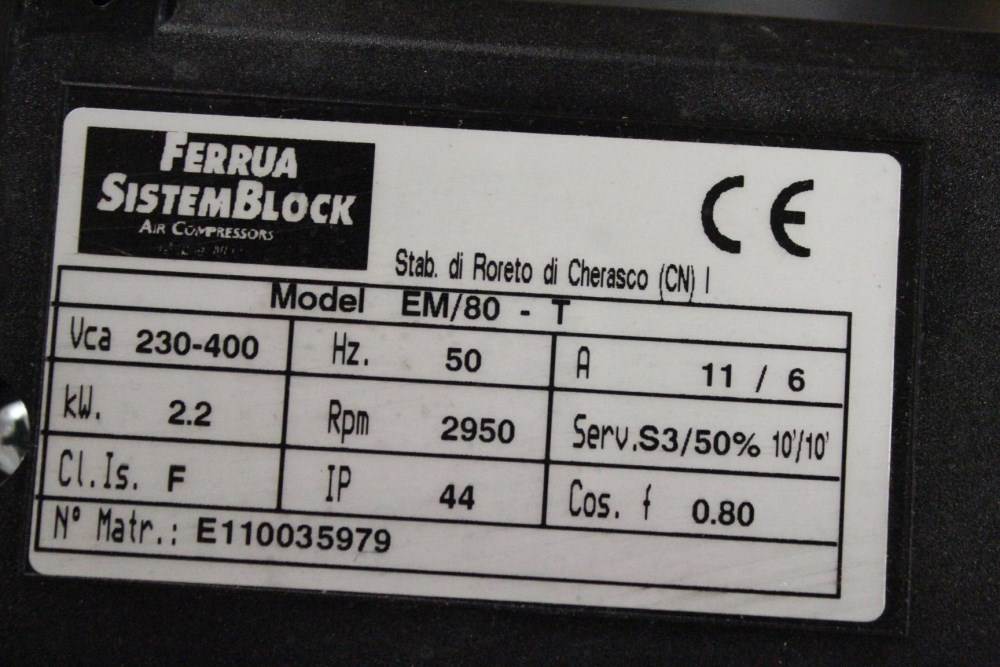 FERRUA
SISTEMBLOCK
AIR COMPRESSORS
CE
Stab. di Roreto di Cherasco (CN) I
Model EM/80 - T
Vca 230-400 Hz. 50 A 11 / 6
kW. 2.2 Rpm 2950 Serv.S3/50% 10'/10'
Cl.Is. F IP 44 Cos. f 0.80
N° Matr.: E110035979